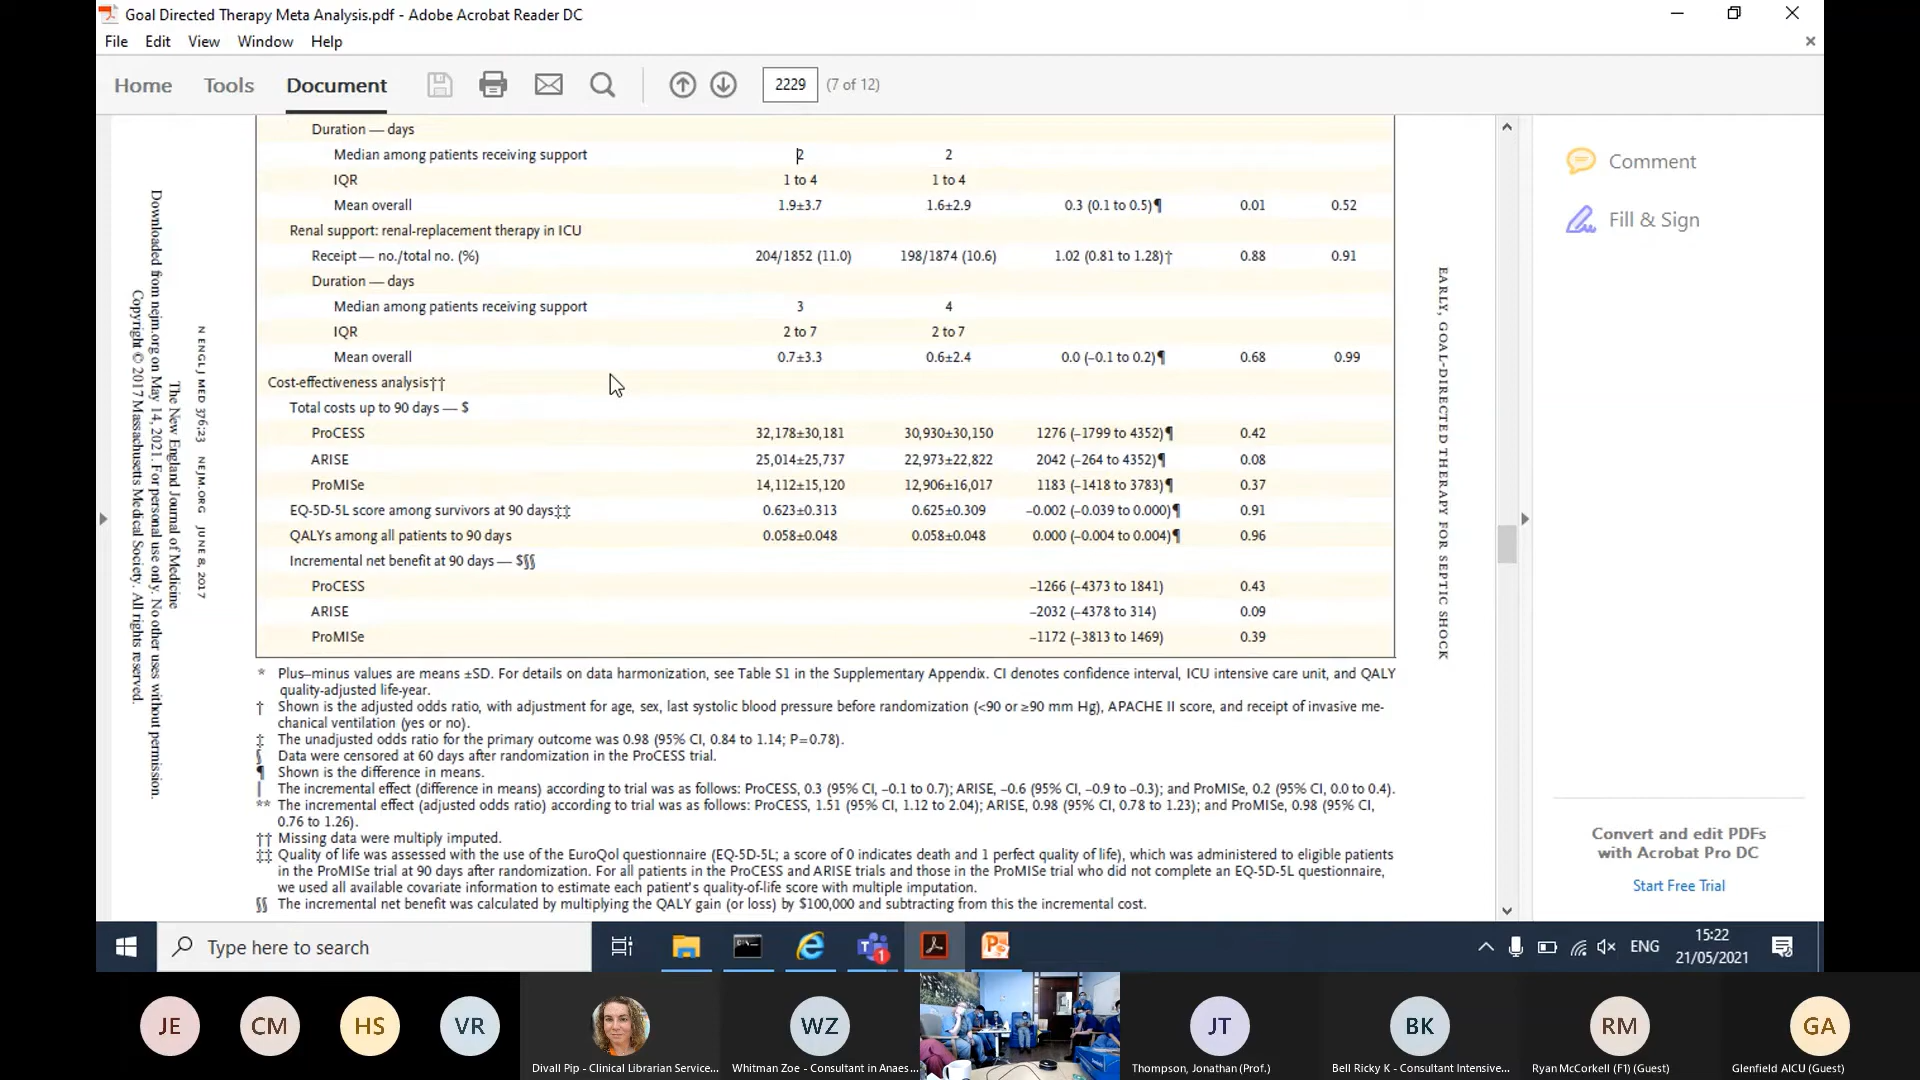 Goal Directed Therapy Meta Analysis.pdf - Adobe Acrobat Reader DC
File Edit View Window Help
Home Tools Document 2229 (7 of 12)
Duration — days
Median among patients receiving support 2 2
IQR 1 to 4 1 to 4
Mean overall 1.9±3.7 1.6±2.9 0.3 (0.1 to 0.5)¶ 0.01 0.52
Renal support: renal-replacement therapy in ICU
Receipt — no./total no. (%) 204/1852 (11.0) 198/1874 (10.6) 1.02 (0.81 to 1.28)† 0.88 0.91
Duration — days
Median among patients receiving support 3 4
IQR 2 to 7 2 to 7
Mean overall 0.7±3.3 0.6±2.4 0.0 (–0.1 to 0.2)¶ 0.68 0.99
Cost-effectiveness analysis††
Total costs up to 90 days — $
ProCESS 32,178±30,181 30,930±30,150 1276 (–1799 to 4352)¶ 0.42
ARISE 25,014±25,737 22,973±22,822 2042 (–264 to 4352)¶ 0.08
ProMISe 14,112±15,120 12,906±16,017 1183 (–1418 to 3783)¶ 0.37
EQ-5D-5L score among survivors at 90 days‡‡ 0.623±0.313 0.625±0.309 –0.002 (–0.039 to 0.000)¶ 0.91
QALYs among all patients to 90 days 0.058±0.048 0.058±0.048 0.000 (–0.004 to 0.004)¶ 0.96
Incremental net benefit at 90 days — $§§
ProCESS –1266 (–4373 to 1841) 0.43
ARISE –2032 (–4378 to 314) 0.09
ProMISe –1172 (–3813 to 1469) 0.39
* Plus–minus values are means ±SD. For details on data harmonization, see Table S1 in the Supplementary Appendix. CI denotes confidence interval, ICU intensive care unit, and QALY
quality-adjusted life-year.
† Shown is the adjusted odds ratio, with adjustment for age, sex, last systolic blood pressure before randomization (<90 or ≥90 mm Hg), APACHE II score, and receipt of invasive me-
chanical ventilation (yes or no).
‡ The unadjusted odds ratio for the primary outcome was 0.98 (95% CI, 0.84 to 1.14; P=0.78).
§ Data were censored at 60 days after randomization in the ProCESS trial.
¶ Shown is the difference in means.
| The incremental effect (difference in means) according to trial was as follows: ProCESS, 0.3 (95% CI, –0.1 to 0.7); ARISE, –0.6 (95% CI, –0.9 to –0.3); and ProMISe, 0.2 (95% CI, 0.0 to 0.4).
** The incremental effect (adjusted odds ratio) according to trial was as follows: ProCESS, 1.51 (95% CI, 1.12 to 2.04); ARISE, 0.98 (95% CI, 0.78 to 1.23); and ProMISe, 0.98 (95% CI,
0.76 to 1.26).
†† Missing data were multiply imputed.
‡‡ Quality of life was assessed with the use of the EuroQol questionnaire (EQ-5D-5L; a score of 0 indicates death and 1 perfect quality of life), which was administered to eligible patients
in the ProMISe trial at 90 days after randomization. For all patients in the ProCESS and ARISE trials and those in the ProMISe trial who did not complete an EQ-5D-5L questionnaire,
we used all available covariate information to estimate each patient's quality-of-life score with multiple imputation.
§§ The incremental net benefit was calculated by multiplying the QALY gain (or loss) by $100,000 and subtracting from this the incremental cost.
EARLY, GOAL-DIRECTED THERAPY FOR SEPTIC SHOCK
N ENGL J MED 376;23 NEJM.ORG JUNE 8, 2017
The New England Journal of Medicine
Downloaded from nejm.org on May 14, 2021. For personal use only. No other uses without permission.
Copyright © 2017 Massachusetts Medical Society. All rights reserved.
Comment
Fill & Sign
Convert and edit PDFs
with Acrobat Pro DC
Start Free Trial
Type here to search
1
ENG
15:22
21/05/2021
JE CM HS VR WZ JT BK RM GA
Divall Pip - Clinical Librarian Service...
Whitman Zoe - Consultant in Anaes...
Thompson, Jonathan (Prof.)
Bell Ricky K - Consultant Intensive...
Ryan McCorkell (F1) (Guest)
Glenfield AICU (Guest)